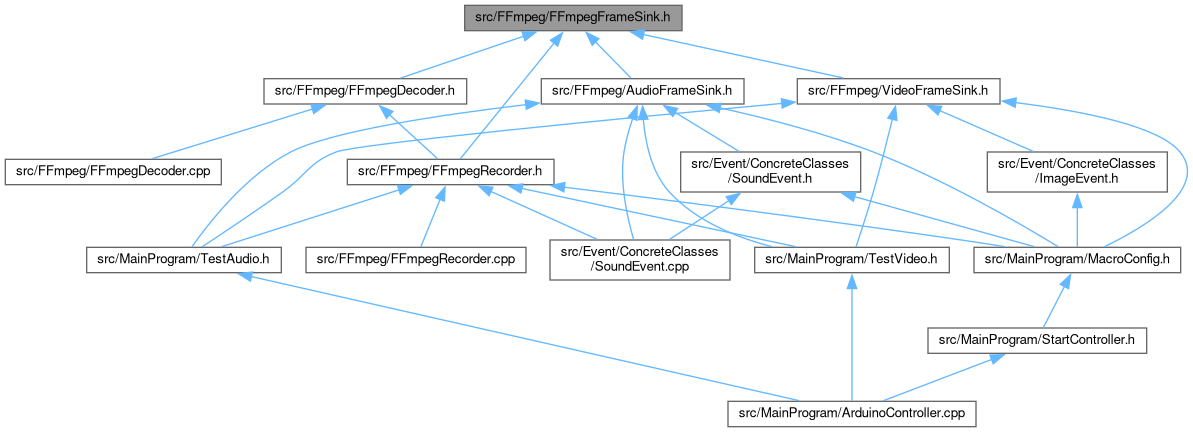 src/FFmpeg/FFmpegFrameSink.h
src/FFmpeg/FFmpegDecoder.h
src/FFmpeg/AudioFrameSink.h
src/FFmpeg/VideoFrameSink.h
src/FFmpeg/FFmpegDecoder.cpp
src/FFmpeg/FFmpegRecorder.h
src/Event/ConcreteClasses
/SoundEvent.h
src/Event/ConcreteClasses
/ImageEvent.h
src/MainProgram/TestAudio.h
src/FFmpeg/FFmpegRecorder.cpp
src/Event/ConcreteClasses
/SoundEvent.cpp
src/MainProgram/TestVideo.h
src/MainProgram/MacroConfig.h
src/MainProgram/StartController.h
src/MainProgram/ArduinoController.cpp